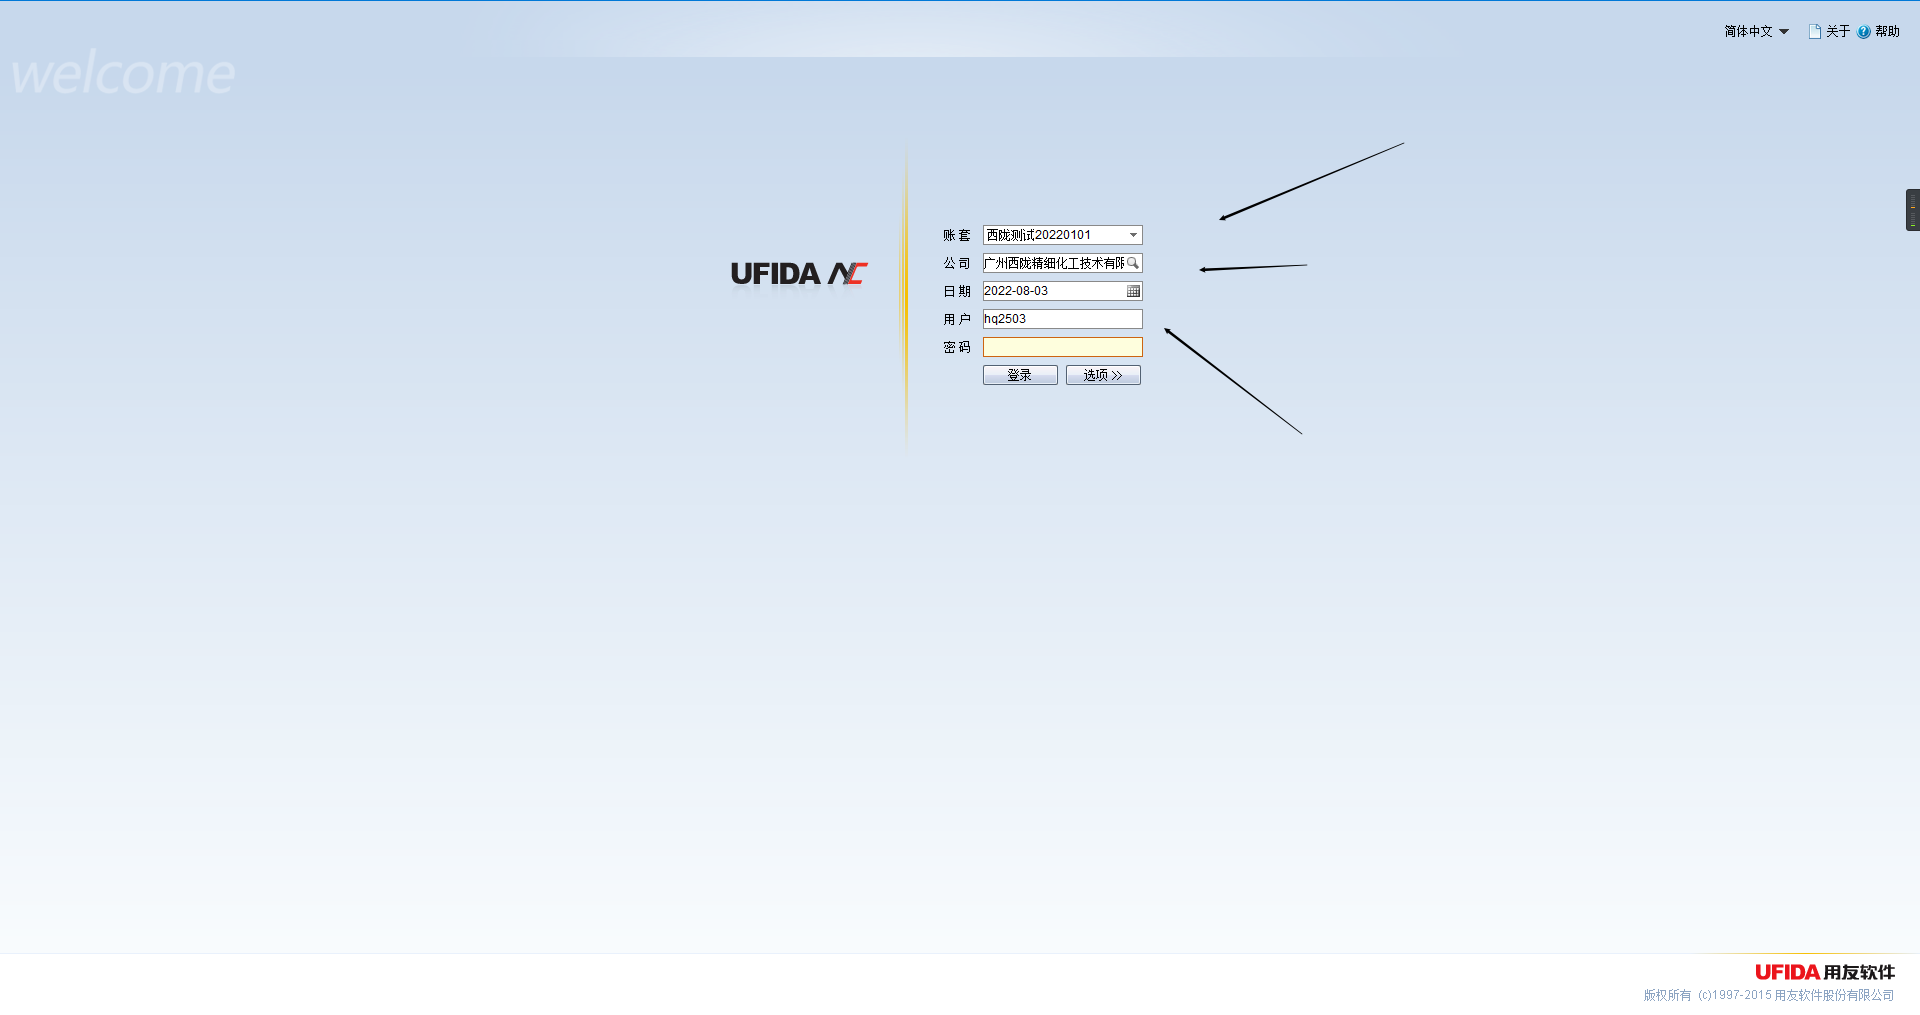 简体中文 关于 帮助
welcome
账套 西陇测试20220101
公司 广州西陇精细化工技术有限
日期 2022-08-03
UFIDA NC
用户 hq2503
密码
登录 选项 >>
UFIDA 用友软件
版权所有 (c)1997-2015 用友软件股份有限公司